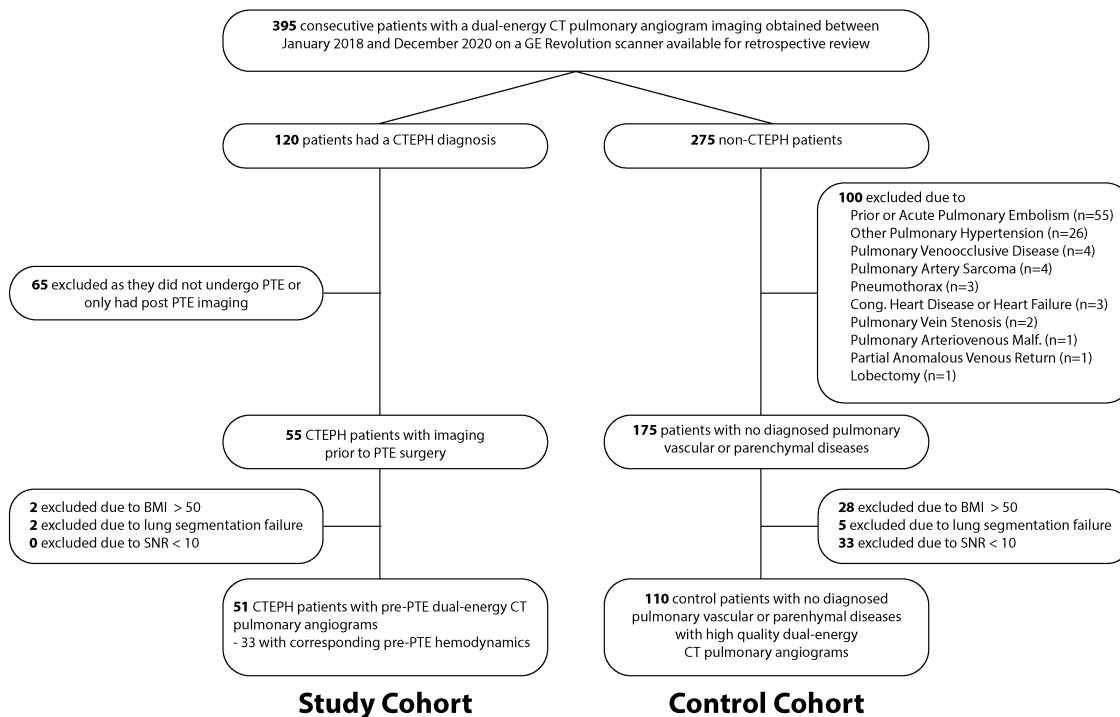 395 consecutive patients with a dual-energy CT pulmonary angiogram imaging obtained between
January 2018 and December 2020 on a GE Revolution scanner available for retrospective review
120 patients had a CTEPH diagnosis
275 non-CTEPH patients
100 excluded due to
Prior or Acute Pulmonary Embolism (n=55)
Other Pulmonary Hypertension (n=26)
Pulmonary Venoocclusive Disease (n=4)
Pulmonary Artery Sarcoma (n=4)
Pneumothorax (n=3)
Cong. Heart Disease or Heart Failure (n=3)
Pulmonary Vein Stenosis (n=2)
Pulmonary Arteriovenous Malf. (n=1)
Partial Anomalous Venous Return (n=1)
Lobectomy (n=1)
65 excluded as they did not undergo PTE or
only had post PTE imaging
55 CTEPH patients with imaging
prior to PTE surgery
175 patients with no diagnosed pulmonary
vascular or parenchymal diseases
2 excluded due to BMI > 50
2 excluded due to lung segmentation failure
0 excluded due to SNR < 10
28 excluded due to BMI > 50
5 excluded due to lung segmentation failure
33 excluded due to SNR < 10
51 CTEPH patients with pre-PTE dual-energy CT
pulmonary angiograms
- 33 with corresponding pre-PTE hemodynamics
110 control patients with no diagnosed
pulmonary vascular or parenhymal diseases
with high quality dual-energy
CT pulmonary angiograms
Study Cohort
Control Cohort